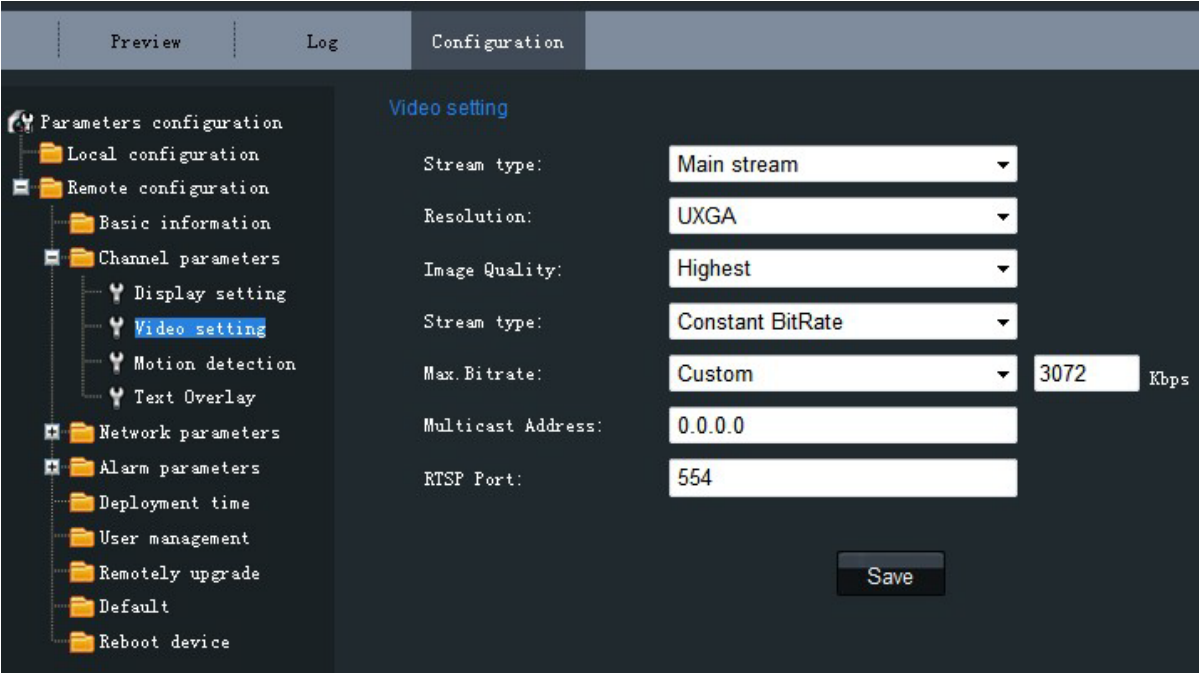 Preview Log Configuration
Parameters configuration
Local configuration
Remote configuration
Basic information
Channel parameters
Display setting
Video setting
Motion detection
Text Overlay
Network parameters
Alarm parameters
Deployment time
User management
Remotely upgrade
Default
Reboot device
Video setting
Stream type: Main stream
Resolution: UXGA
Image Quality: Highest
Stream type: Constant BitRate
Max.Bitrate: Custom 3072 Kbps
Multicast Address: 0.0.0.0
RTSP Port: 554
Save